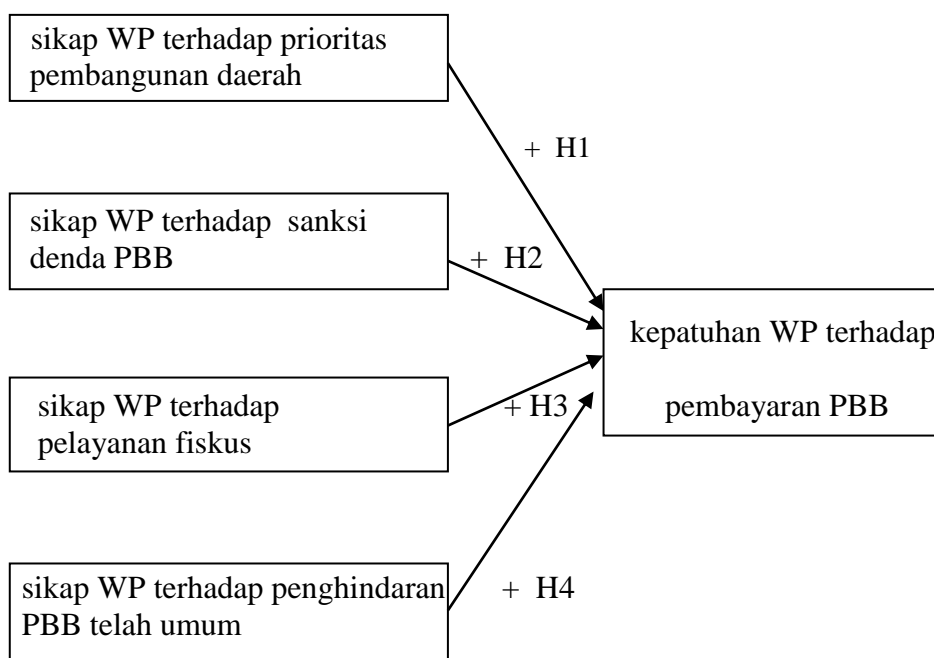 sikap WP terhadap prioritas
pembangunan daerah
+ H1
sikap WP terhadap sanksi
denda PBB
+ H2
kepatuhan WP terhadap
pembayaran PBB
sikap WP terhadap
pelayanan fiskus
+ H3
sikap WP terhadap penghindaran
PBB telah umum
+ H4